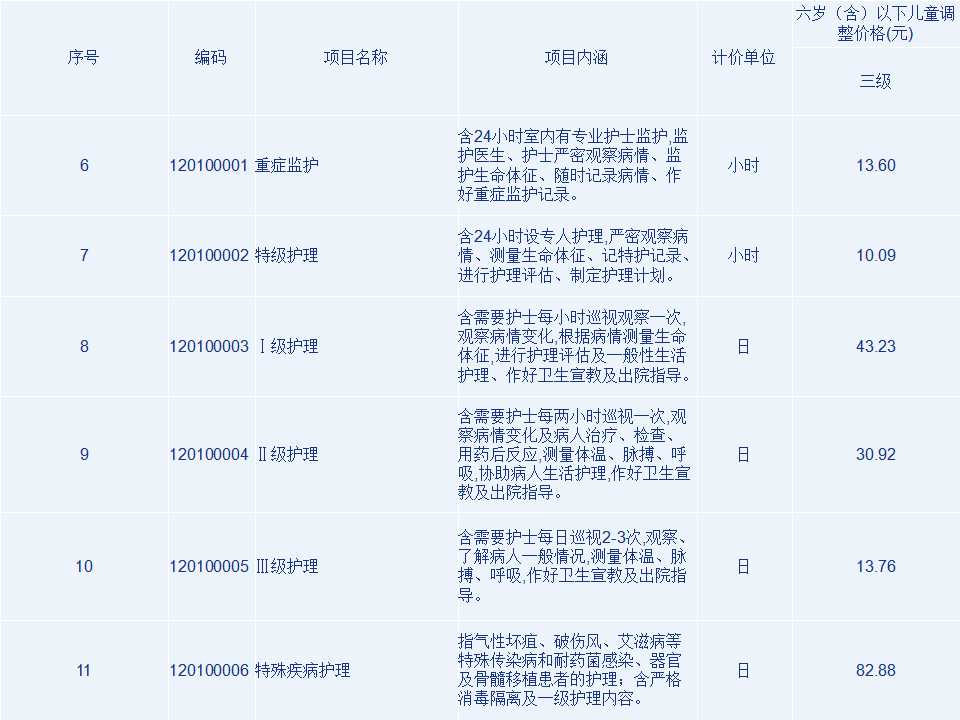 序号
编码
项目名称
项目内涵
计价单位
六岁（含）以下儿童调
整价格(元)
三级
6
120100001
重症监护
含24小时室内有专业护士监护,监
护医生、护士严密观察病情、监
护生命体征、随时记录病情、作
好重症监护记录。
小时
13.60
7
120100002
特级护理
含24小时设专人护理,严密观察病
情、测量生命体征、记特护记录、
进行护理评估、制定护理计划。
小时
10.09
8
120100003
Ⅰ级护理
含需要护士每小时巡视观察一次,
观察病情变化,根据病情测量生命
体征,进行护理评估及一般性生活
护理、作好卫生宣教及出院指导。
日
43.23
9
120100004
Ⅱ级护理
含需要护士每两小时巡视一次,观
察病情变化及病人治疗、检查、
用药后反应,测量体温、脉搏、呼
吸,协助病人生活护理,作好卫生宣
教及出院指导。
日
30.92
10
120100005
Ⅲ级护理
含需要护士每日巡视2-3次,观察、
了解病人一般情况,测量体温、脉
搏、呼吸,作好卫生宣教及出院指
导。
日
13.76
11
120100006
特殊疾病护理
指气性坏疽、破伤风、艾滋病等
特殊传染病和耐药菌感染、器官
及骨髓移植患者的护理；含严格
消毒隔离及一级护理内容。
日
82.88